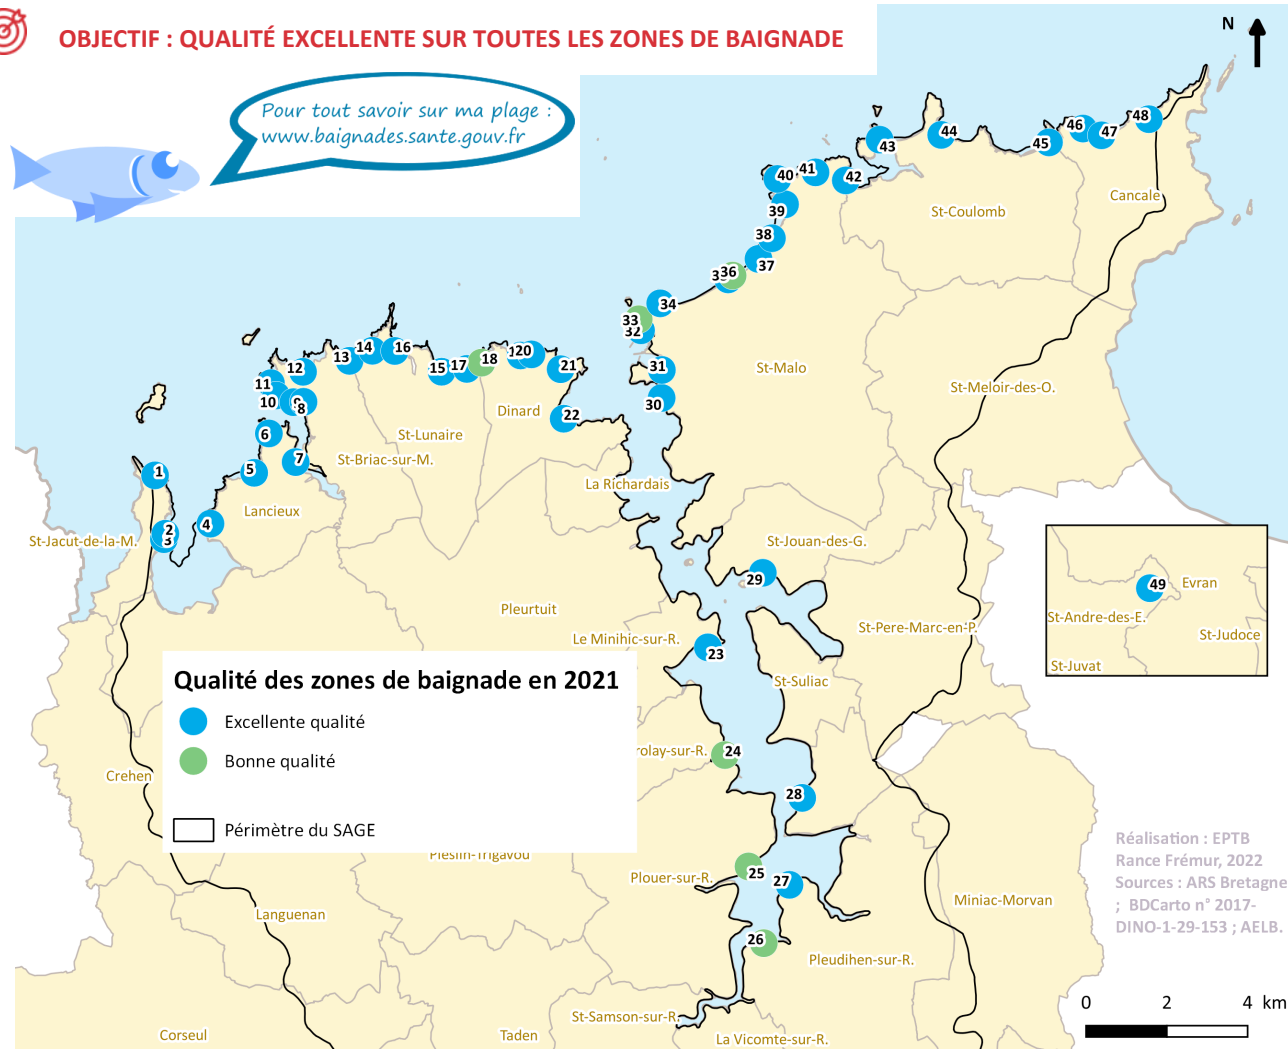 OBJECTIF : QUALITÉ EXCELLENTE SUR TOUTES LES ZONES DE BAIGNADE
N
Pour tout savoir sur ma plage :
www.baignades.sante.gouv.fr
48
46
47
44
45
43
41
40
42
39
38
37
36
34
33
32
31
30
Cancale
St-Coulomb
St-Malo
St-Meloir-des-O.
14
16
13
12
15
17
18
20
21
22
11
10
9
8
6
7
5
1
2
3
4
Dinard
St-Lunaire
St-Briac-sur-M.
Lancieux
St-Jacut-de-la-M.
La Richardais
St-Jouan-des-G.
29
Pleurtuit
Le Minihic-sur-R.
23
St-Pere-Marc-en-P.
St-Suliac
49
Evran
St-Andre-des-E.
St-Judoce
St-Juvat
Qualité des zones de baignade en 2021
Excellente qualité
Bonne qualité
Périmètre du SAGE
rolay-sur-R.
24
Crehen
28
Pleslin-Trigavou
25
27
26
Plouer-sur-R.
Languenan
Miniac-Morvan
Pleudihen-sur-R.
St-Samson-sur-R.
Corseul
Taden
La Vicomte-sur-R.
Réalisation : EPTB
Rance Frémur, 2022
Sources : ARS Bretagne
; BDCarto n° 2017-
DINO-1-29-153 ; AELB.
0 2 4 km